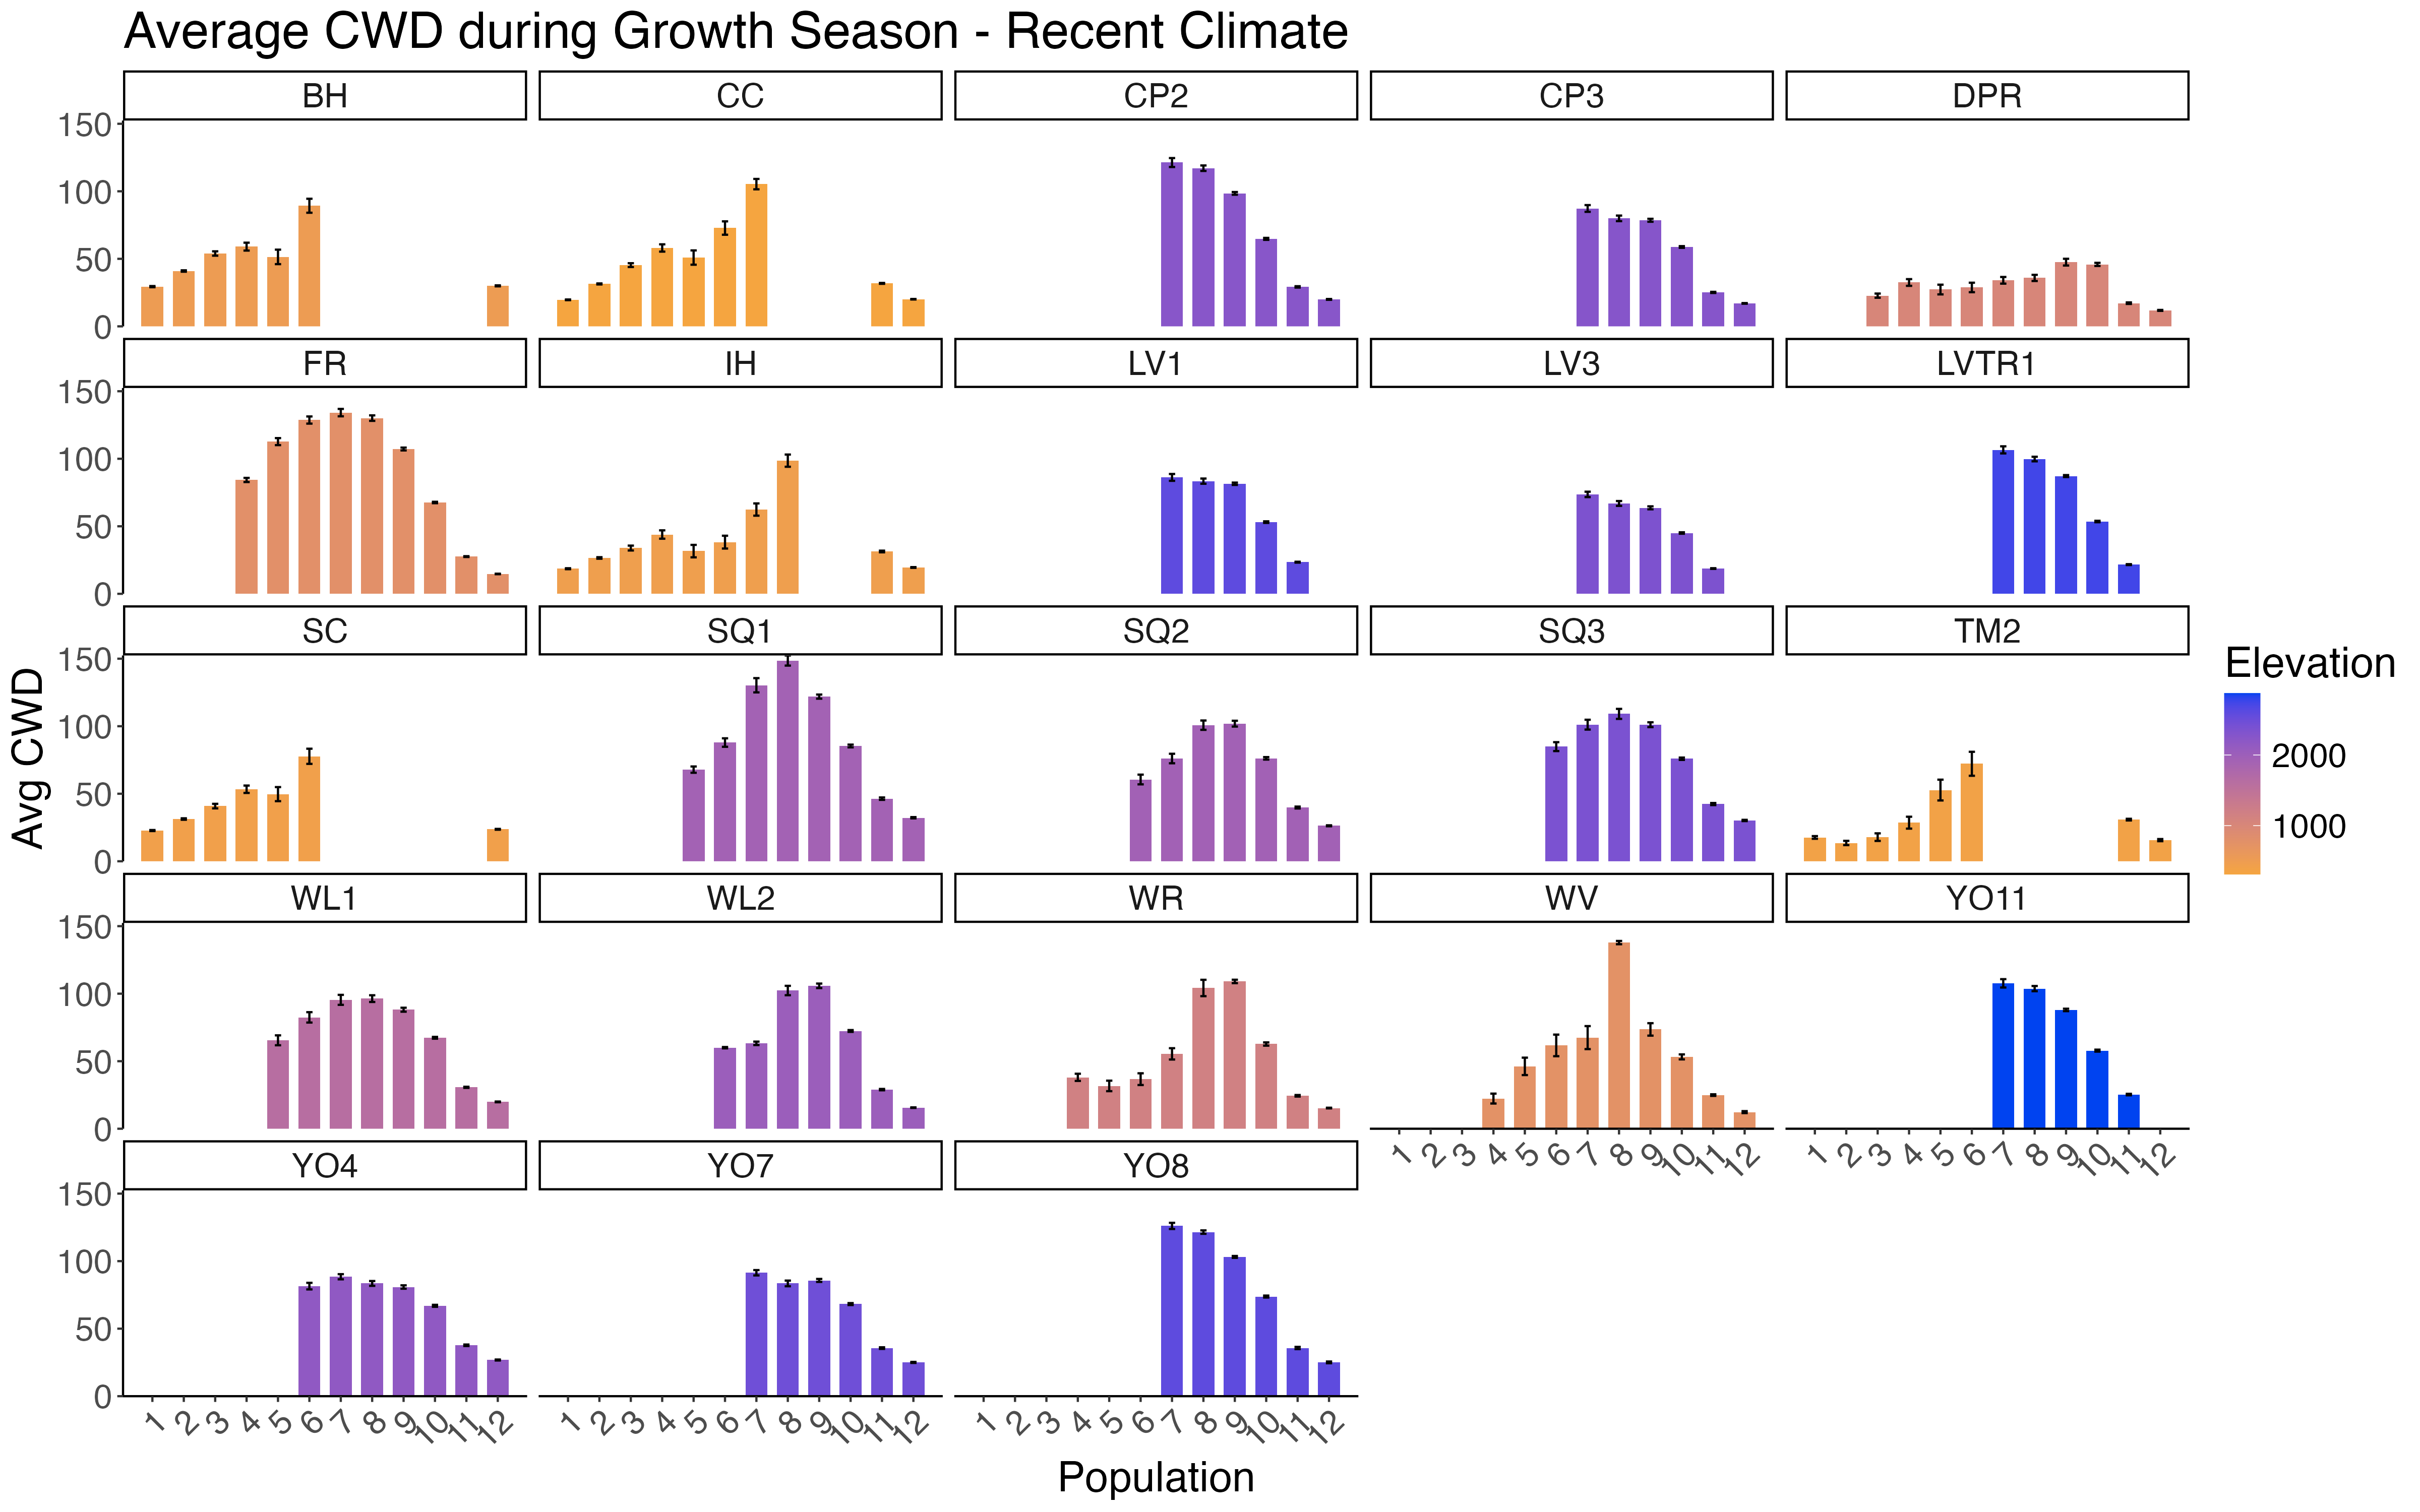 Average CWD during Growth Season - Recent Climate
BH CC CP2 CP3 DPR
150
100
50
0
FR IH LV1 LV3 LVTR1
150
100
50
0
SC SQ1 SQ2 SQ3 TM2
150
100
50
0
WL1 WL2 WR WV YO11
150
100
50
0
1 2 3 4 5 6 7 8 9 10 11 12 1 2 3 4 5 6 7 8 9 10 11 12
YO4 YO7 YO8
150
100
50
0
1 2 3 4 5 6 7 8 9 10 11 12 1 2 3 4 5 6 7 8 9 10 11 12 1 2 3 4 5 6 7 8 9 10 11 12
Population
Avg CWD
Elevation
2000
1000